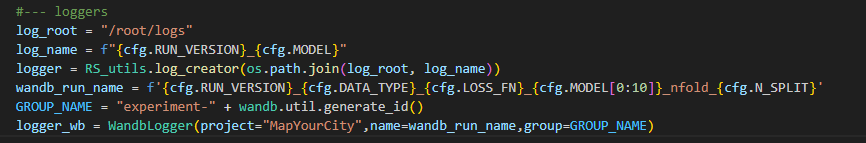 #--- loggers
log_root = "/root/logs"
log_name = f"{cfg.RUN_VERSION}_{cfg.MODEL}"
logger = RS_utils.log_creator(os.path.join(log_root, log_name))
wandb_run_name = f'{cfg.RUN_VERSION}_{cfg.DATA_TYPE}_{cfg.LOSS_FN}_{cfg.MODEL[0:10]}_nfold_{cfg.N_SPLIT}'
GROUP_NAME = "experiment-" + wandb.util.generate_id()
logger_wb = WandbLogger(project="MapYourCity",name=wandb_run_name,group=GROUP_NAME)